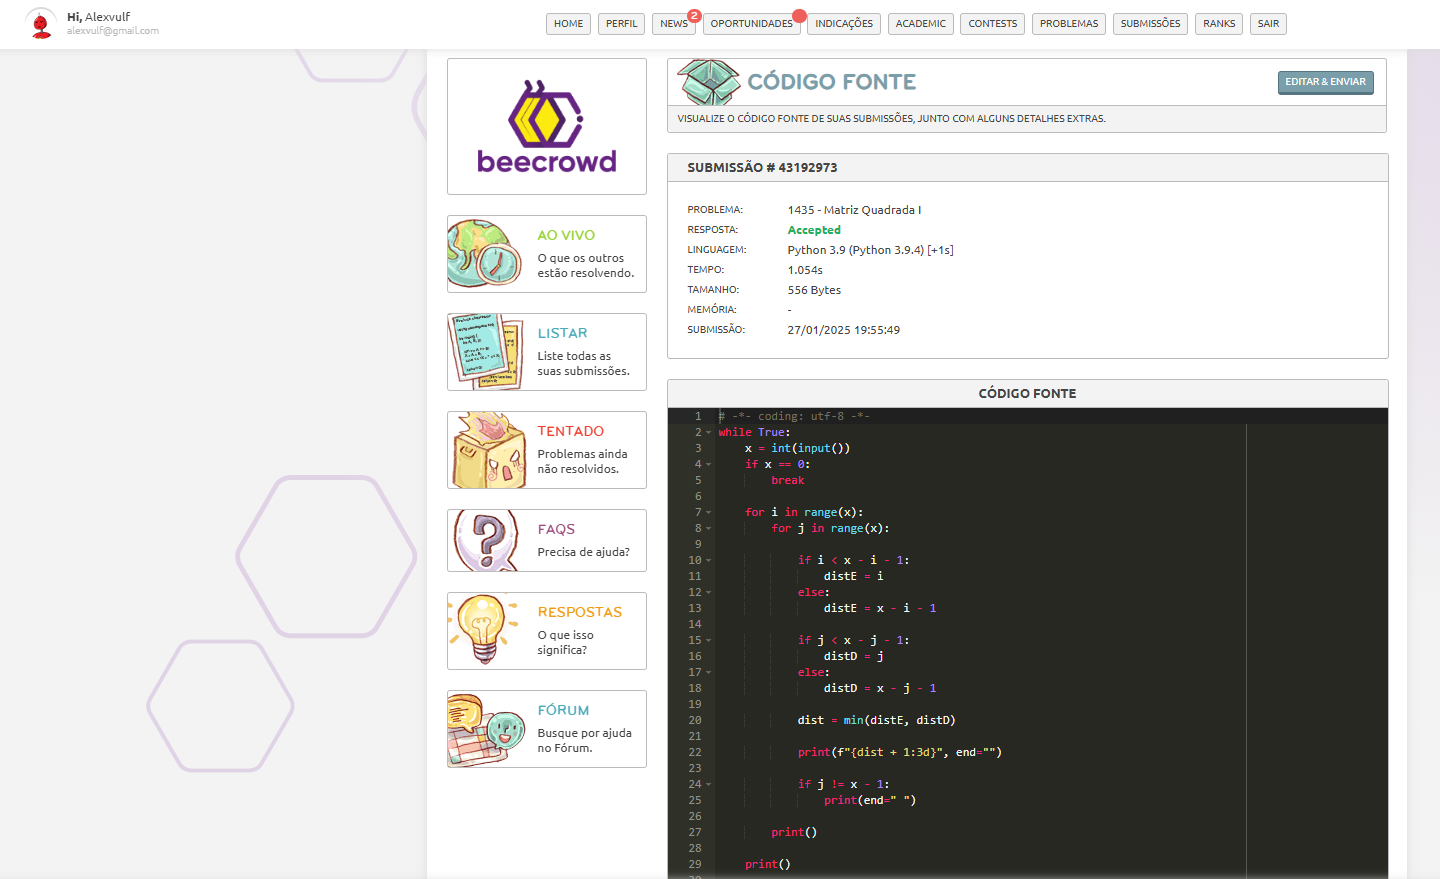 Hi, Alexvulf
alexvulf@gmail.com
HOME
PERFIL
NEWS
2
OPORTUNIDADES
INDICAÇÕES
ACADEMIC
CONTESTS
PROBLEMAS
SUBMISSÕES
RANKS
SAIR
beecrowd
AO VIVO
O que os outros
estão resolvendo.
LISTAR
Liste todas as
suas submissões.
TENTADO
Problemas ainda
não resolvidos.
FAQS
Precisa de ajuda?
RESPOSTAS
O que isso
significa?
FÓRUM
Busque por ajuda
no Fórum.
CÓDIGO FONTE
EDITAR & ENVIAR
VISUALIZE O CÓDIGO FONTE DE SUAS SUBMISSÕES, JUNTO COM ALGUNS DETALHES EXTRAS.
SUBMISSÃO # 43192973
PROBLEMA: 1435 - Matriz Quadrada I
RESPOSTA: Accepted
LINGUAGEM: Python 3.9 (Python 3.9.4) [+1s]
TEMPO: 1.054s
TAMANHO: 556 Bytes
MEMÓRIA: -
SUBMISSÃO: 27/01/2025 19:55:49
CÓDIGO FONTE
1 # -*- coding: utf-8 -*-
2 while True:
3     x = int(input())
4     if x == 0:
5         break
6
7     for i in range(x):
8         for j in range(x):
9
10             if i < x - i - 1:
11                 distE = i
12             else:
13                 distE = x - i - 1
14
15             if j < x - j - 1:
16                 distD = j
17             else:
18                 distD = x - j - 1
19
20             dist = min(distE, distD)
21
22             print(f"{dist + 1:3d}", end="")
23
24             if j != x - 1:
25                 print(end=" ")
26
27         print()
28
29     print()